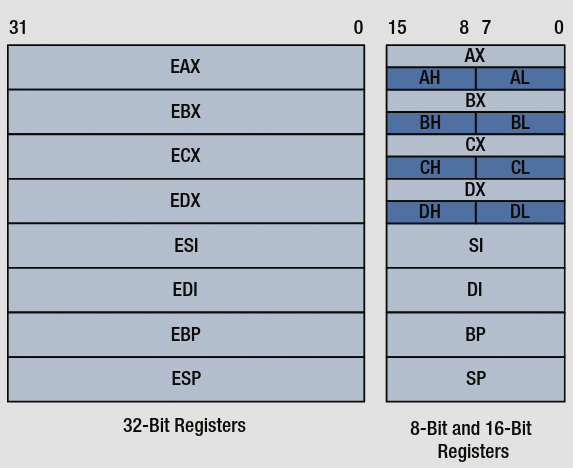 31 0 15 8 7 0
EAX AX
AH AL
EBX BX
BH BL
ECX CX
CH CL
EDX DX
DH DL
ESI SI
EDI DI
EBP BP
ESP SP
32-Bit Registers
8-Bit and 16-Bit
Registers